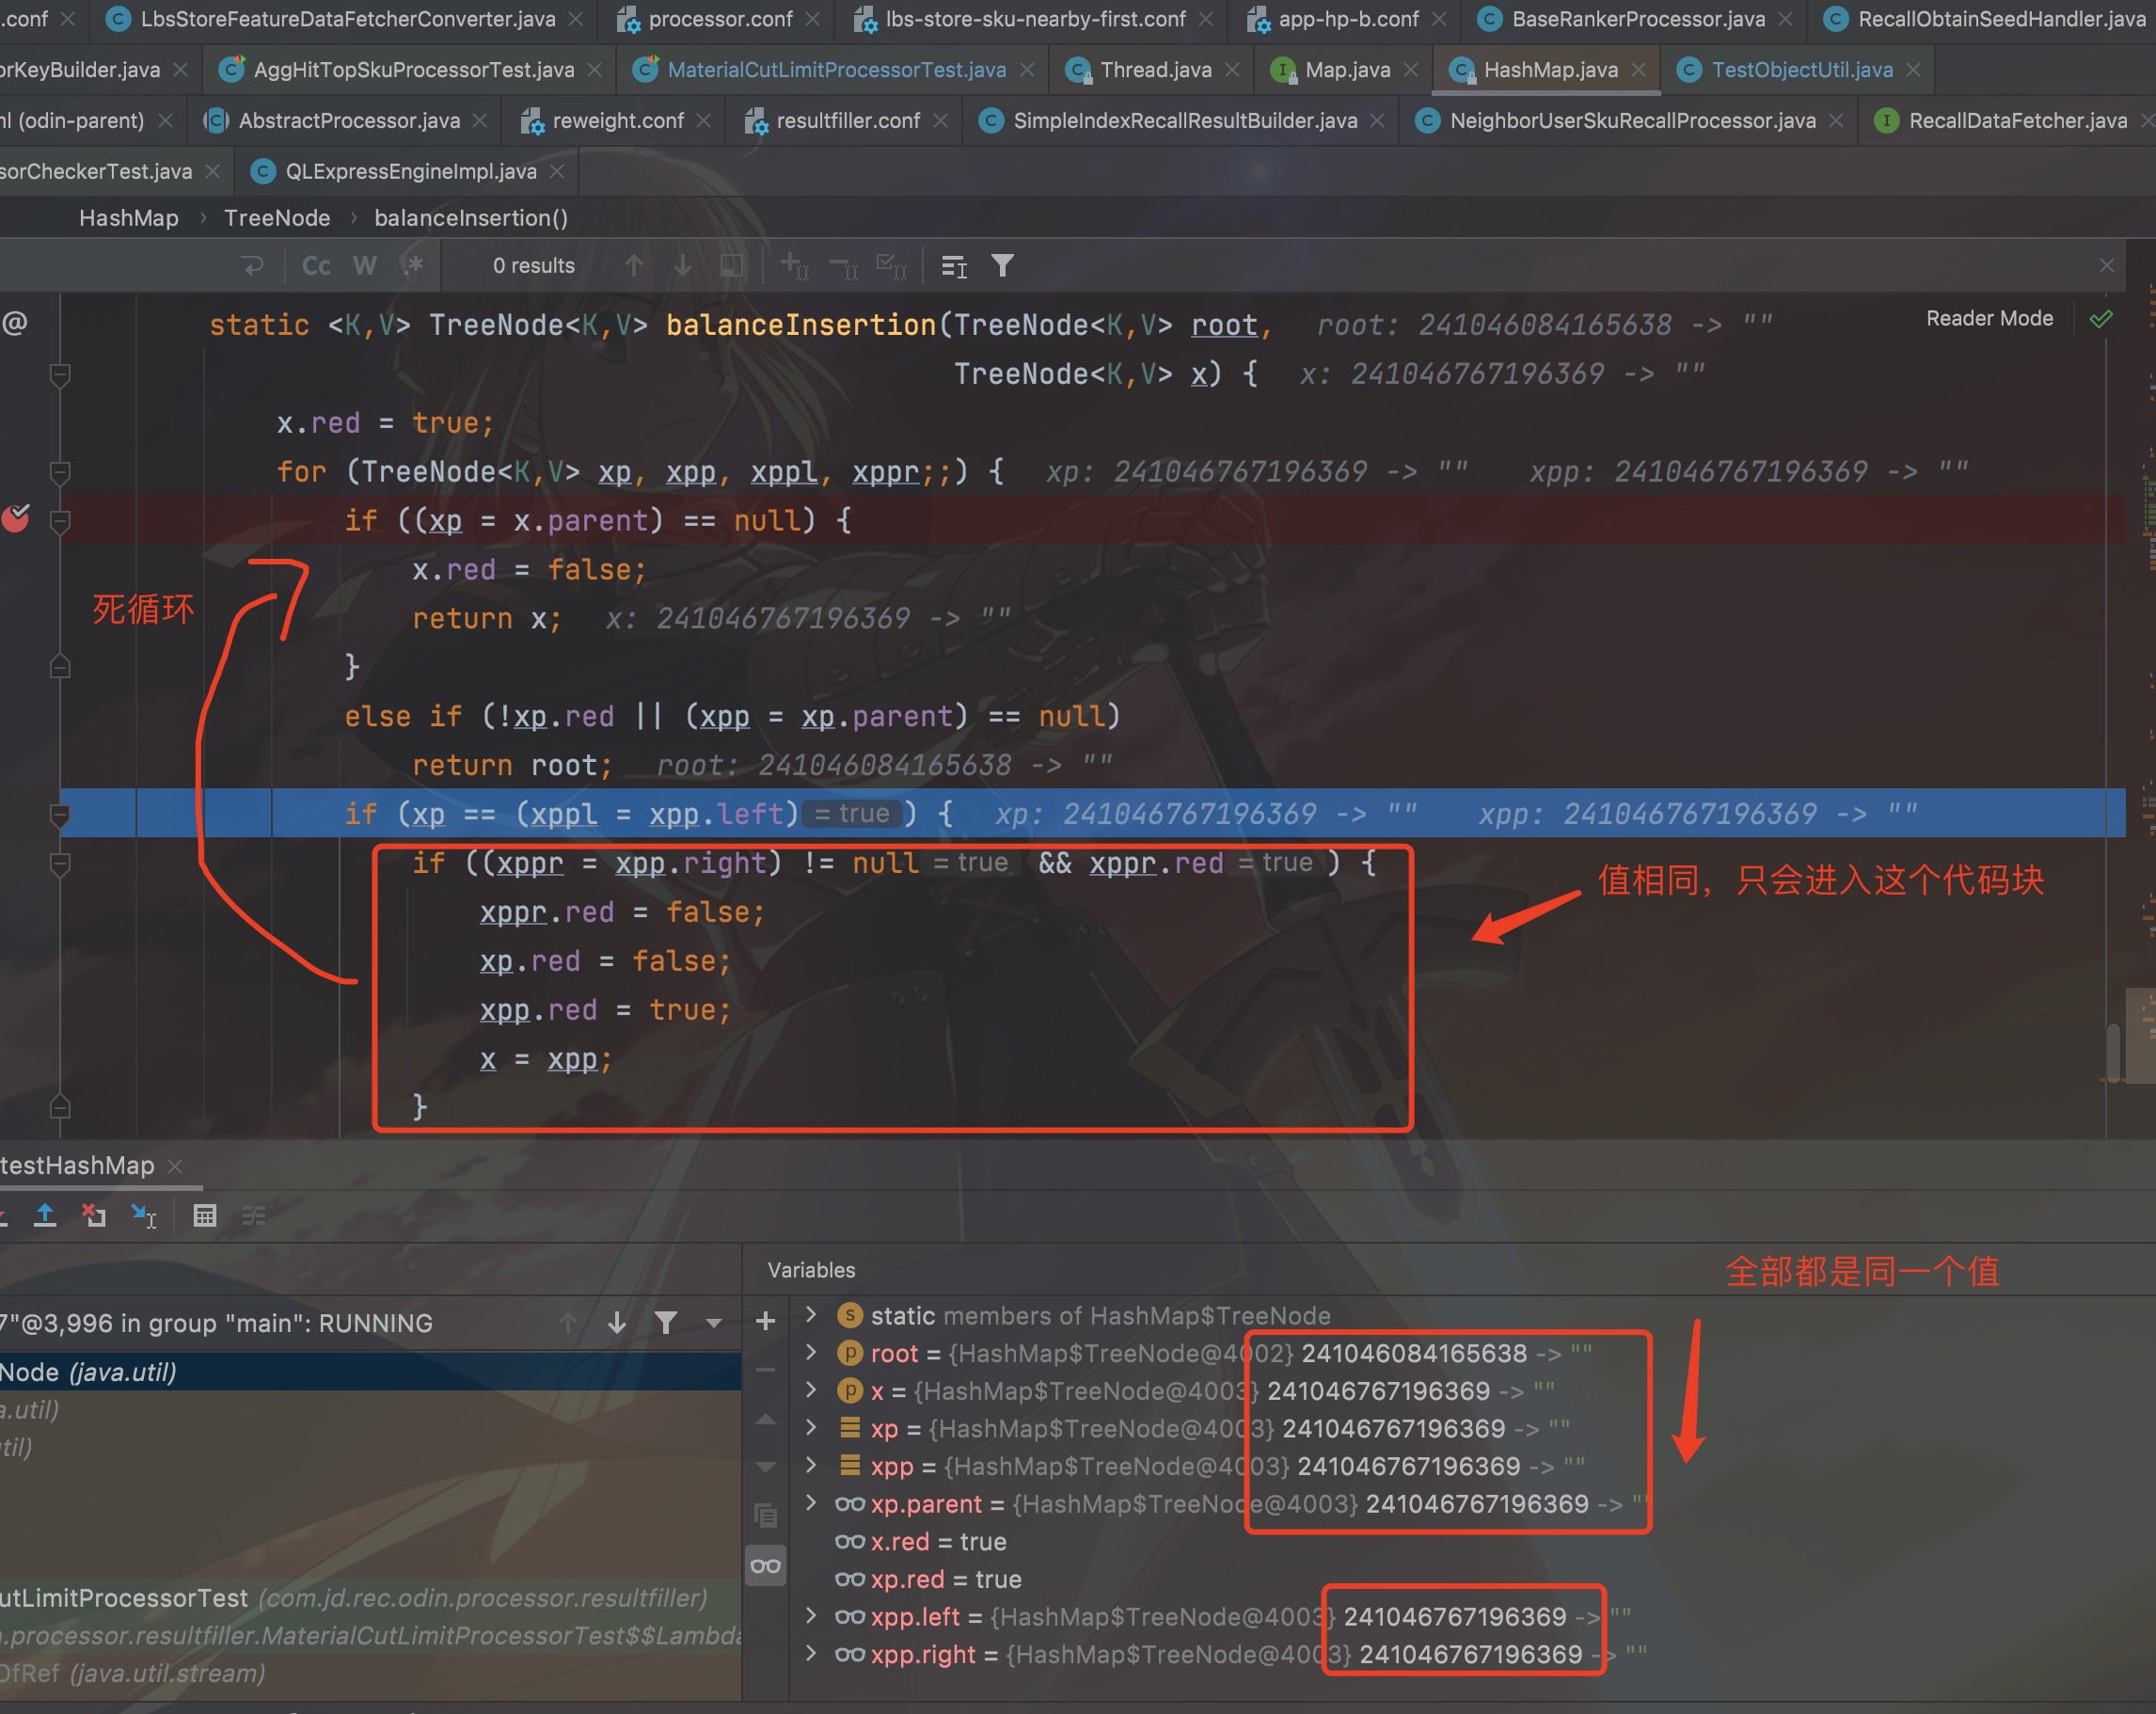 .conf LbsStoreFeatureDataFetcherConverter.java processor.conf lbs-store-sku-nearby-first.conf app-hp-b.conf BaseRankerProcessor.java RecallObtainSeedHandler.java
orKeyBuilder.java AggHitTopSkuProcessorTest.java MaterialCutLimitProcessorTest.java Thread.java Map.java HashMap.java TestObjectUtil.java
nl (odin-parent) AbstractProcessor.java reweight.conf resultfiller.conf SimpleIndexRecallResultBuilder.java NeighborUserSkuRecallProcessor.java RecallDataFetcher.java
sorCheckerTest.java QLExpressEngineImpl.java
HashMap › TreeNode › balanceInsertion()
Cc W .* 0 results
static <K,V> TreeNode<K,V> balanceInsertion(TreeNode<K,V> root, root: 241046084165638 -> "" Reader Mode
TreeNode<K,V> x) { x: 241046767196369 -> ""
x.red = true;
for (TreeNode<K,V> xp, xpp, xppl, xppr;;) { xp: 241046767196369 -> "" xpp: 241046767196369 -> ""
if ((xp = x.parent) == null) {
x.red = false;
死循环
return x; x: 241046767196369 -> ""
}
else if (!xp.red || (xpp = xp.parent) == null)
return root; root: 241046084165638 -> ""
if (xp == (xppl = xpp.left) = true ) { xp: 241046767196369 -> "" xpp: 241046767196369 -> ""
if ((xppr = xpp.right) != null = true && xppr.red = true ) {
值相同，只会进入这个代码块
xppr.red = false;
xp.red = false;
xpp.red = true;
x = xpp;
}
testHashMap
Variables
全部都是同一个值
7"@3,996 in group "main": RUNNING
Node (java.util)
a.util)
util)
utLimitProcessorTest (com.jd.rec.odin.processor.resultfiller)
n.processor.resultfiller.MaterialCutLimitProcessorTest$$Lambda
OfRef (java.util.stream)
static members of HashMap$TreeNode
root = {HashMap$TreeNode@4002} 241046084165638 -> ""
x = {HashMap$TreeNode@4003} 241046767196369 -> ""
xp = {HashMap$TreeNode@4003} 241046767196369 -> ""
xpp = {HashMap$TreeNode@4003} 241046767196369 -> ""
xp.parent = {HashMap$TreeNode@4003} 241046767196369 -> ""
x.red = true
xp.red = true
xpp.left = {HashMap$TreeNode@4003} 241046767196369 -> ""
xpp.right = {HashMap$TreeNode@4003} 241046767196369 -> ""